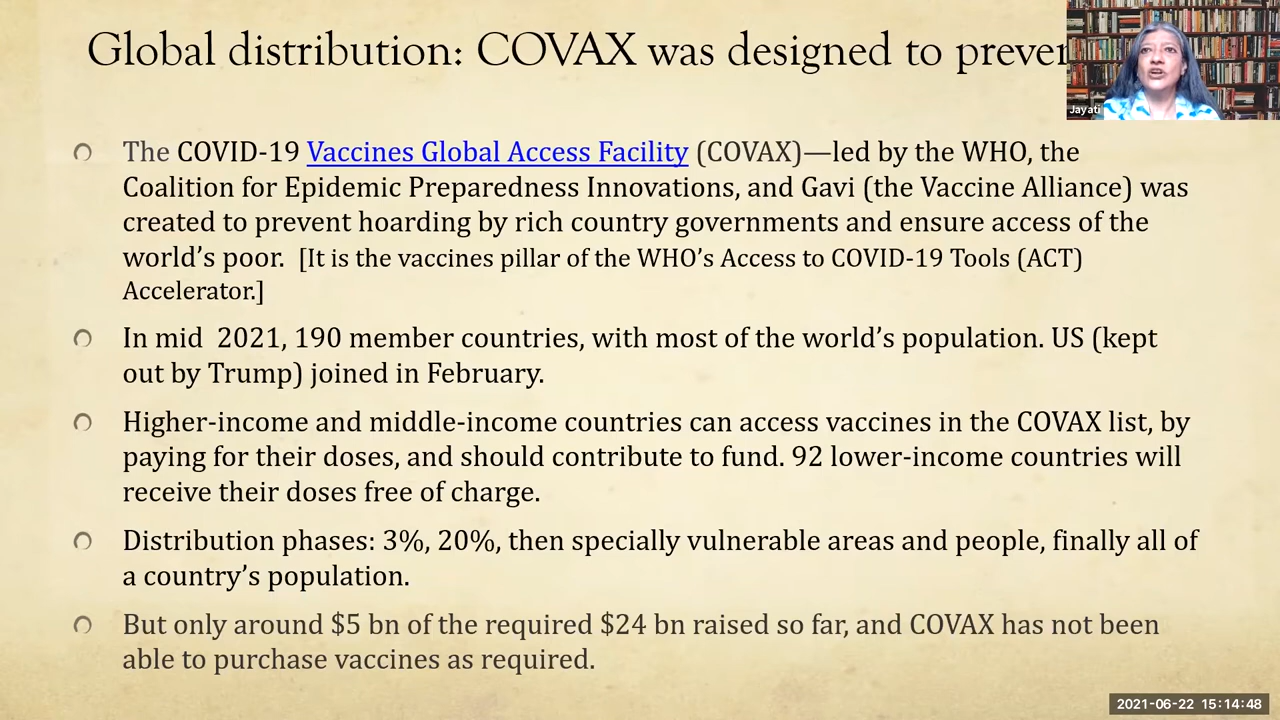 Global distribution: COVAX was designed to
Jayati
The COVID-19 Vaccines Global Access Facility (COVAX)—led by the WHO, the
Coalition for Epidemic Preparedness Innovations, and Gavi (the Vaccine Alliance) was
created to prevent hoarding by rich country governments and ensure access of the
world’s poor.  [It is the vaccines pillar of the WHO’s Access to COVID-19 Tools (ACT)
Accelerator.]
In mid  2021, 190 member countries, with most of the world’s population. US (kept
out by Trump) joined in February.
Higher-income and middle-income countries can access vaccines in the COVAX list, by
paying for their doses, and should contribute to fund. 92 lower-income countries will
receive their doses free of charge.
Distribution phases: 3%, 20%, then specially vulnerable areas and people, finally all of
a country’s population.
But only around $5 bn of the required $24 bn raised so far, and COVAX has not been
able to purchase vaccines as required.
2021-06-22 15:14:48